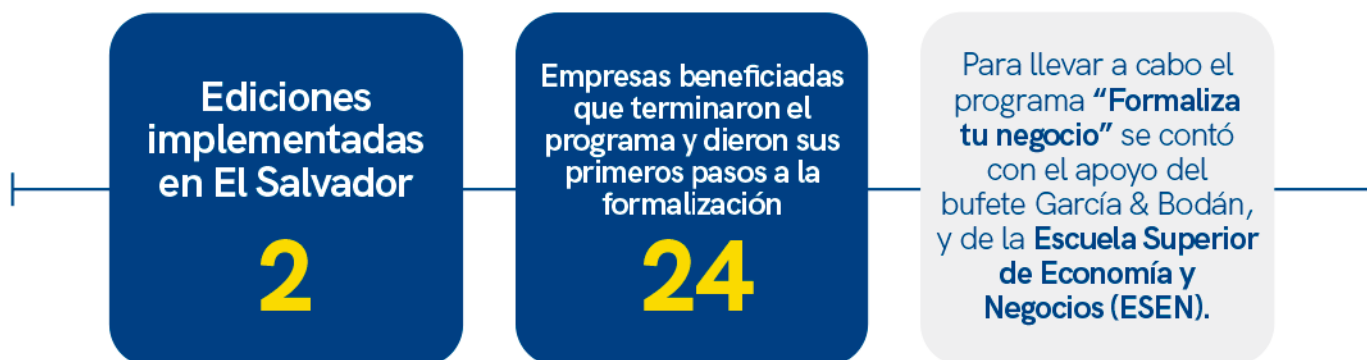 Ediciones
implementadas
en El Salvador
2
Empresas beneficiadas
que terminaron el
programa y dieron sus
primeros pasos a la
formalización
24
Para llevar a cabo el
programa “Formaliza
tu negocio” se contó
con el apoyo del
bufete García & Bodán,
y de la Escuela Superior
de Economía y
Negocios (ESEN).